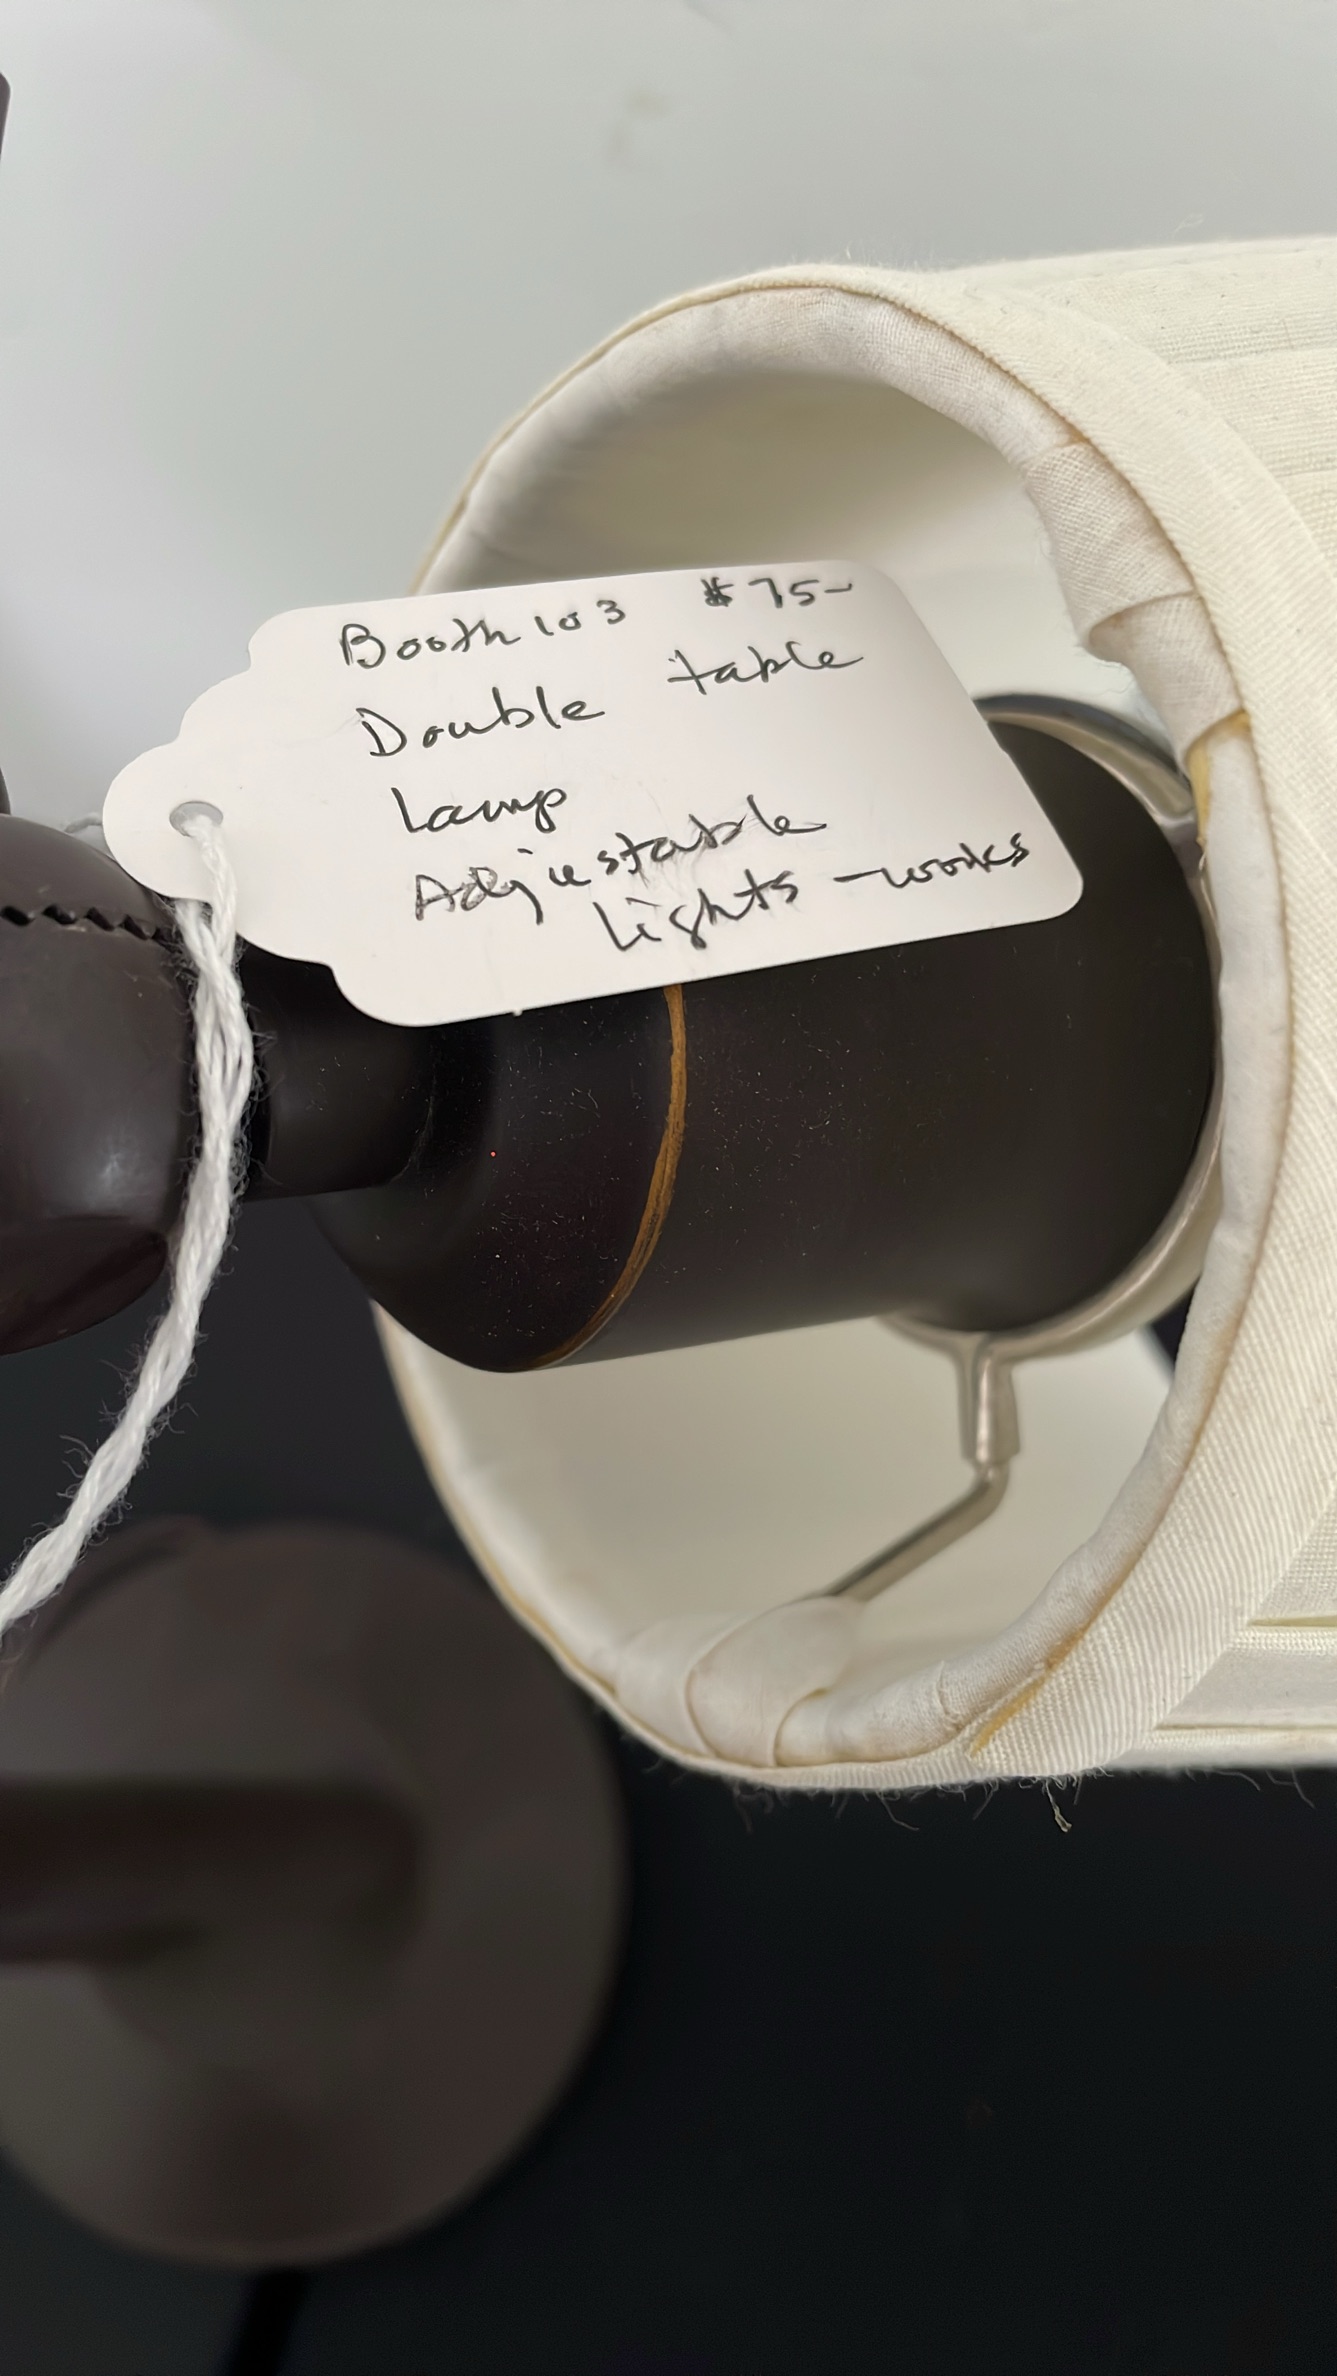 Booth 103 $75-
Double table
Lamp
Adjustable
Lights - works